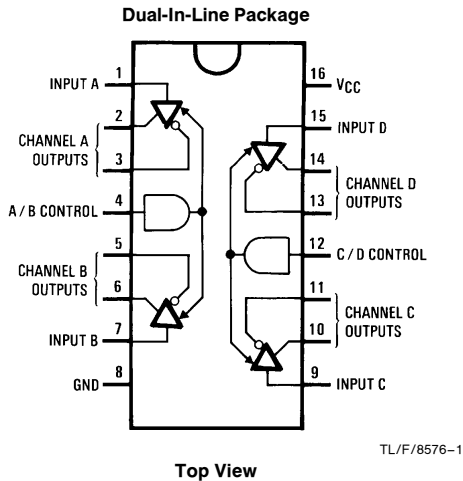 Dual-In-Line Package
INPUT A 1
2
CHANNEL A
OUTPUTS
3
A/B CONTROL 4
5
CHANNEL B
OUTPUTS
6
INPUT B 7
GND 8
16 VCC
15 INPUT D
14
CHANNEL D
OUTPUTS
13
12 C/D CONTROL
11
CHANNEL C
OUTPUTS
10
9 INPUT C
TL/F/8576–1
Top View